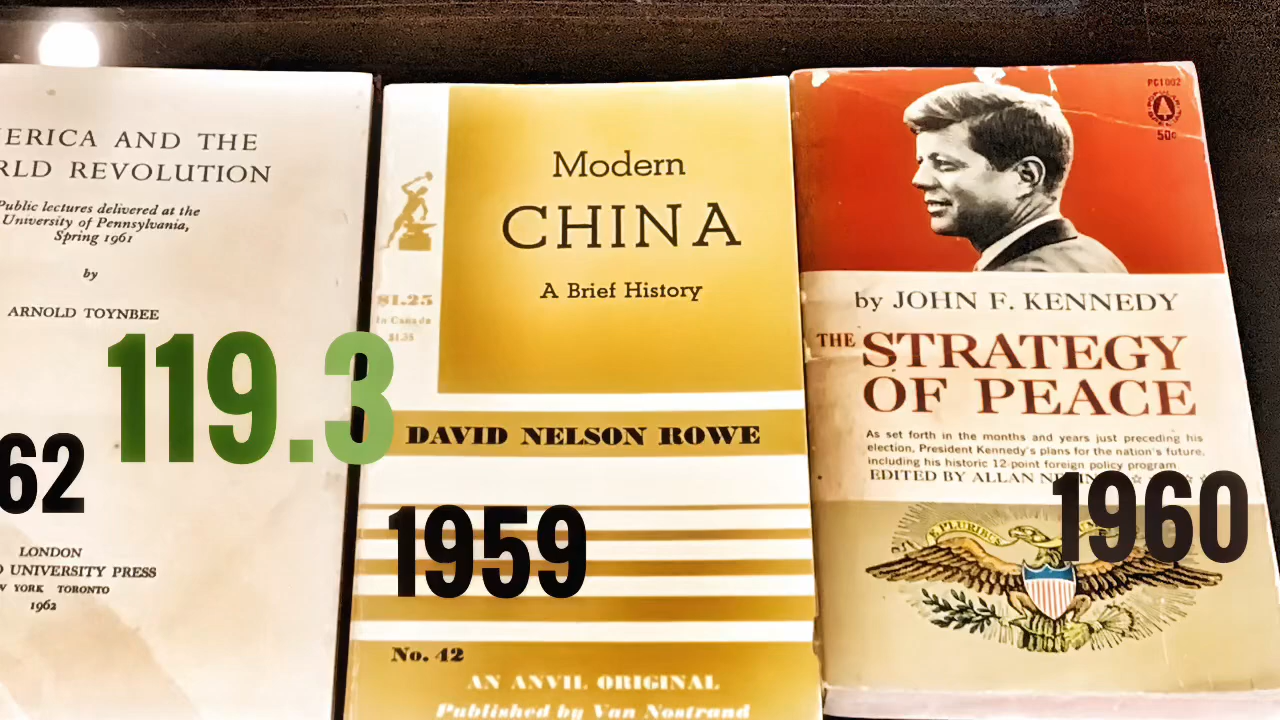 ERICA AND THE
RLD REVOLUTION
Public lectures delivered at the
University of Pennsylvania,
Spring 1961
by
ARNOLD TOYNBEE
119.3
62
LONDON
UNIVERSITY PRESS
YORK TORONTO
1962
Modern
CHINA
A Brief History
$1.25
In Canada
$1.35
DAVID NELSON ROWE
1959
No. 42
AN ANVIL ORIGINAL
Published by Van Nostrand
PC1002
POPULAR
50c
by JOHN F. KENNEDY
THE STRATEGY
OF PEACE
As set forth in the months and years just preceding his
election, President Kennedy's plans for the nation's future,
including his historic 12-point foreign policy program.
EDITED BY ALLAN NEVINS
1960
E PLURIBUS UNUM